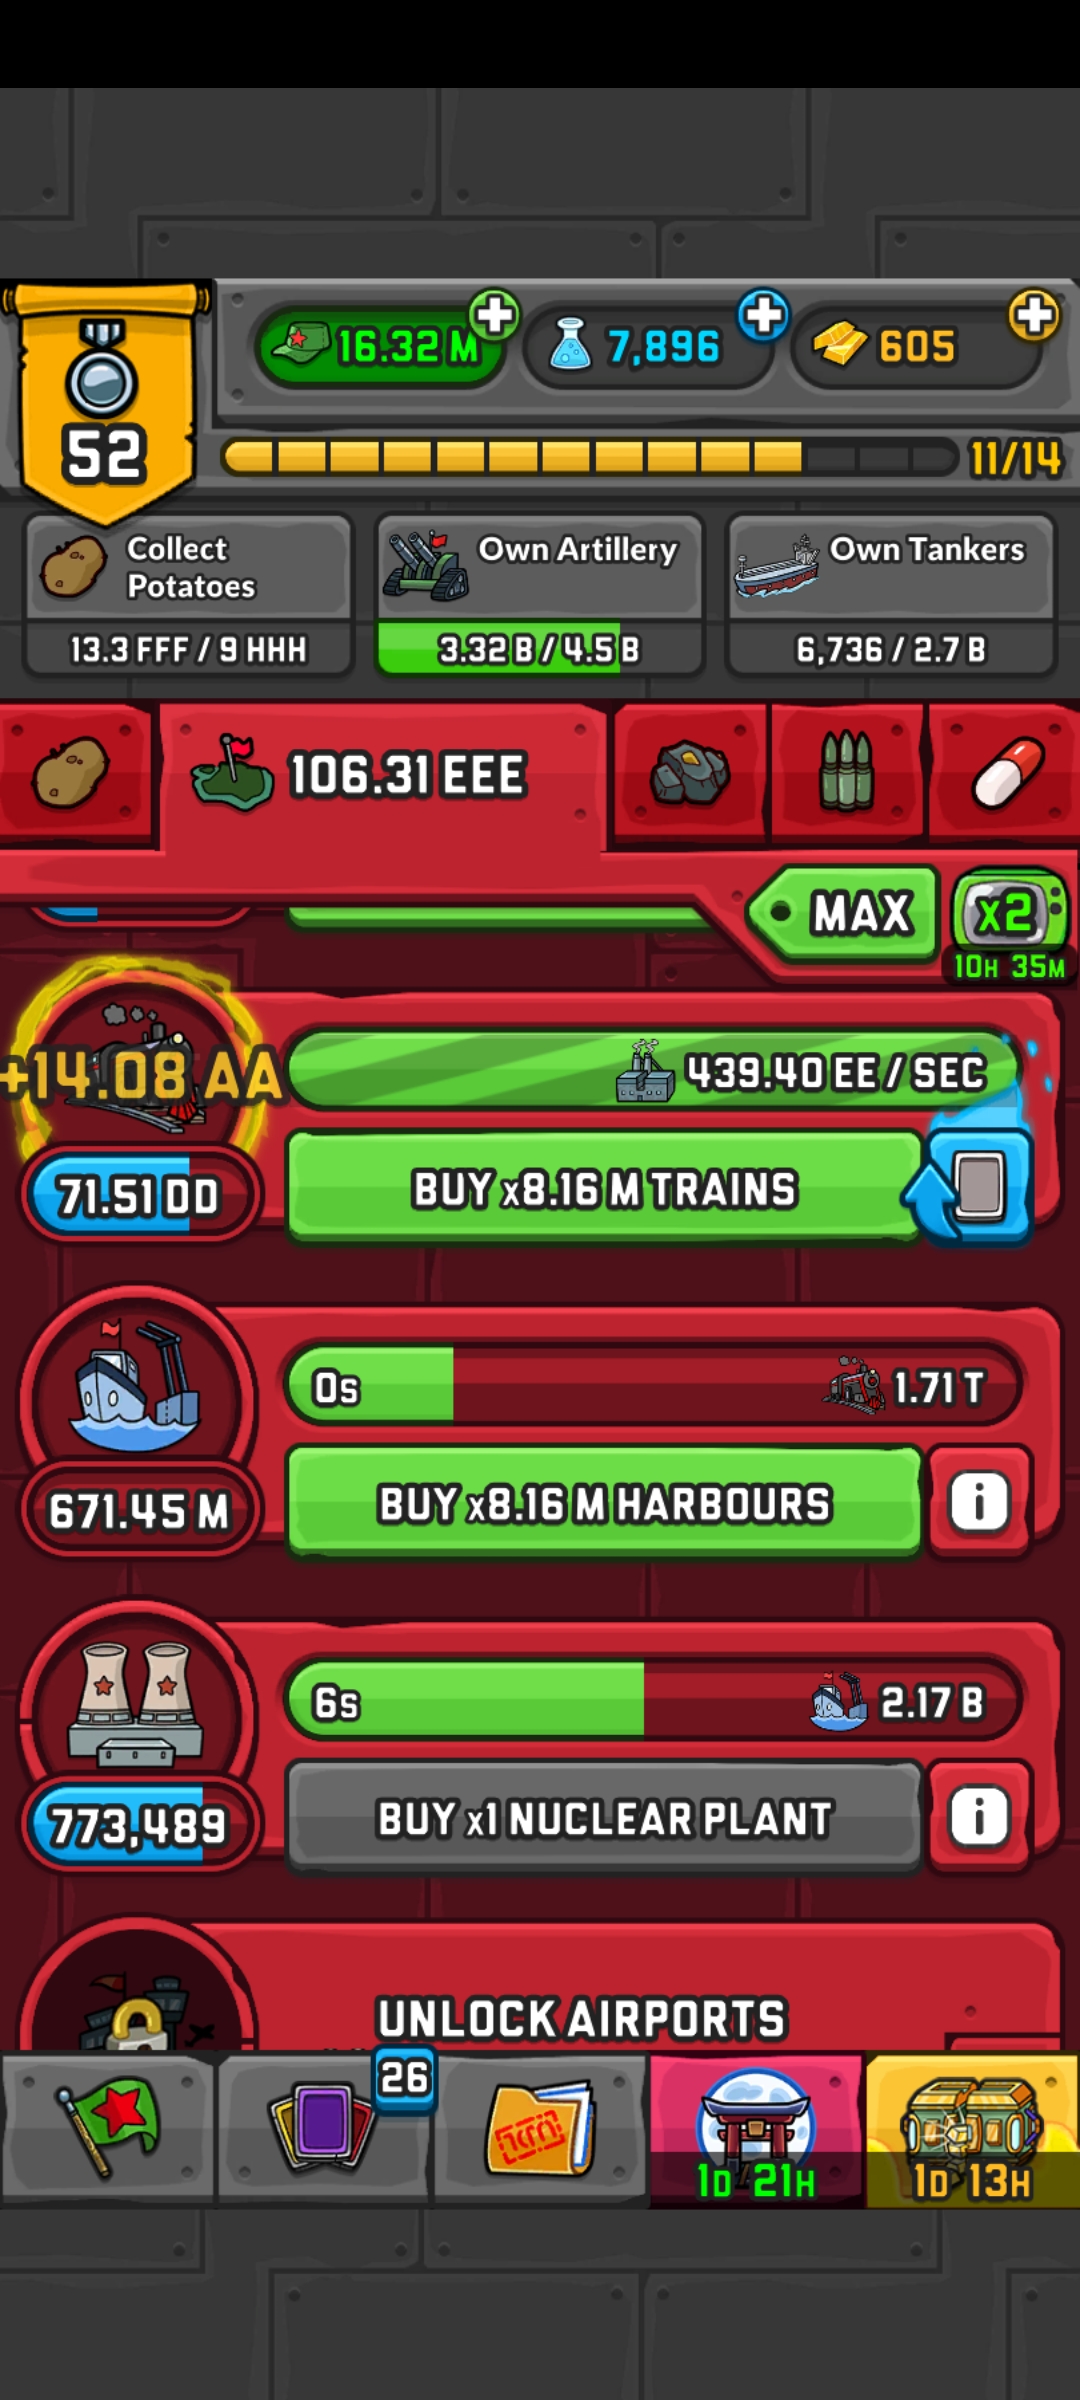 16.32 M
7,896
605
52
11/14
Collect
Potatoes
13.3 FFF / 9 HHH
Own Artillery
3.32 B / 4.5 B
Own Tankers
6,736 / 2.7 B
106.31 EEE
MAX
x2
10H 35M
+14.08 AA
439.40 EE / SEC
71.51 DD
BUY x8.16 M TRAINS
0s
1.71 T
671.45 M
BUY x8.16 M HARBOURS
i
6s
2.17 B
773,489
BUY x1 NUCLEAR PLANT
i
UNLOCK AIRPORTS
26
1D 21H
1D 13H